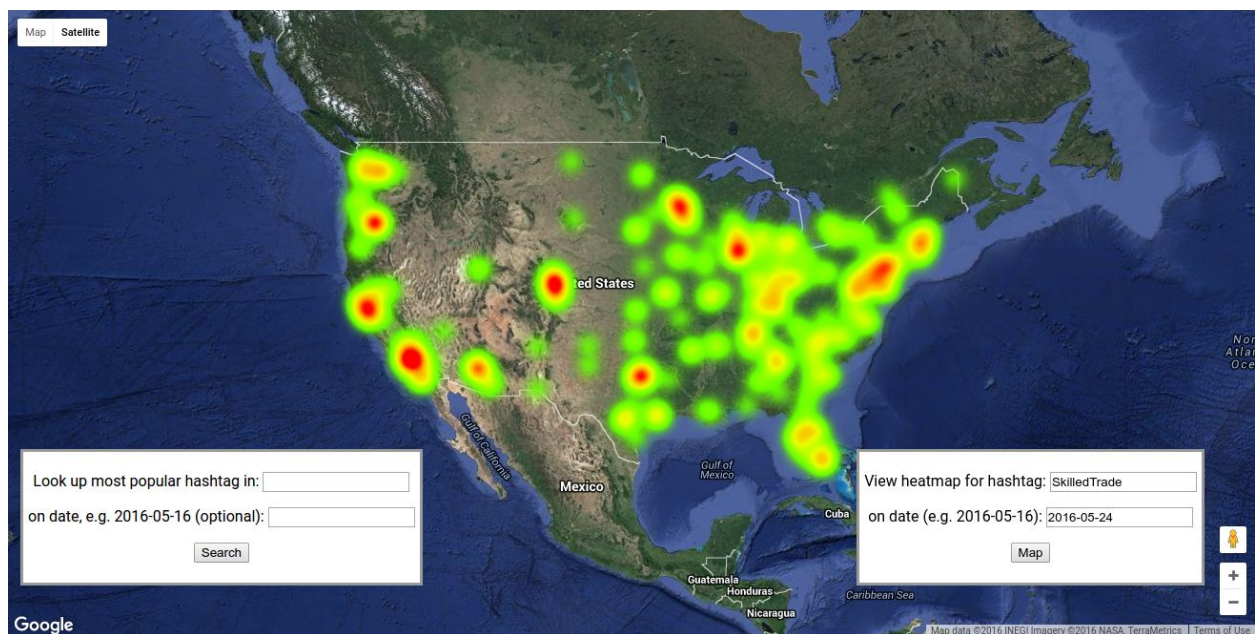 Map Satellite
ted States
Nor
Atlar
Oce
Gulf of California
Gulf of
Mexico
Mexico
Cuba
Look up most popular hashtag in:
on date, e.g. 2016-05-16 (optional):
Search
View heatmap for hashtag: SkilledTrade
on date (e.g. 2016-05-16): 2016-05-24
Map
Guatemala
Honduras
Nicaragua
Caribbean Sea
Google
Map data ©2016 INEGI Imagery ©2016 NASA, TerraMetrics
Terms of Use